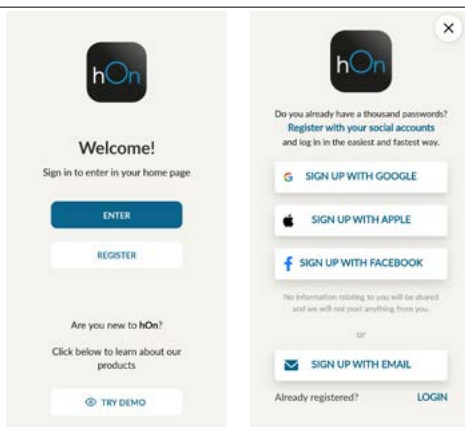 hOn
Welcome!
Sign in to enter in your home page
ENTER
REGISTER
Are you new to hOn?
Click below to learn about our
products
TRY DEMO
hOn
Do you already have a thousand passwords?
Register with your social accounts
and log in in the easiest and fastest way.
SIGN UP WITH GOOGLE
SIGN UP WITH APPLE
SIGN UP WITH FACEBOOK
No information relating to you will be shared
and we will not post anything from you.
or
SIGN UP WITH EMAIL
Already registered? LOGIN